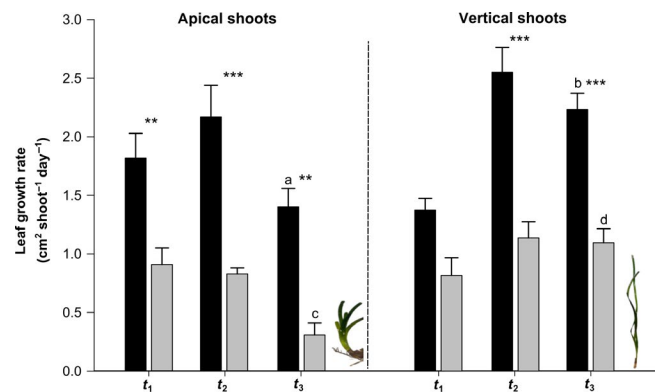 Apical shoots
Vertical shoots
Leaf growth rate
(cm² shoot⁻¹ day⁻¹)
3.0
2.5
2.0
1.5
1.0
0.5
0.0
**
***
a **
c
***
b ***
d
t₁ t₂ t₃ t₁ t₂ t₃